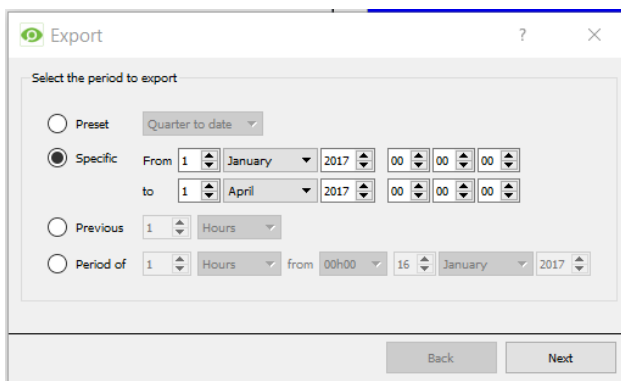 Export ?
Select the period to export
Preset Quarter to date
Specific From 1 January 2017 00 00 00
to 1 April 2017 00 00 00
Previous 1 Hours
Period of 1 Hours from 00h00 16 January 2017
Back Next